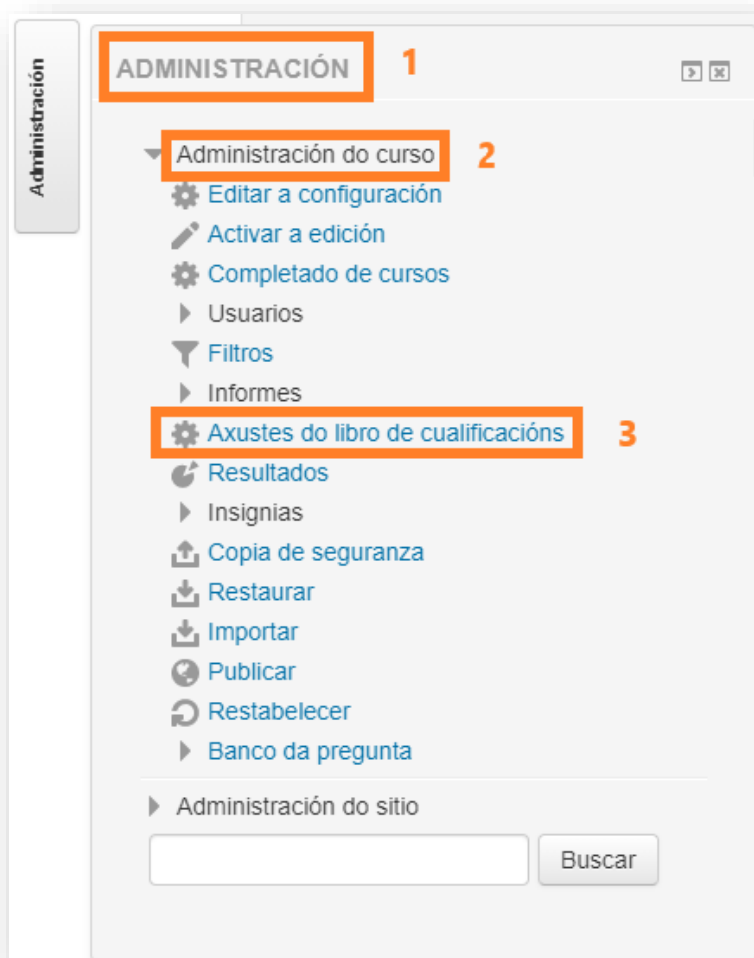 Administración
ADMINISTRACIÓN 1
Administración do curso 2
Editar a configuración
Activar a edición
Completado de cursos
Usuarios
Filtros
Informes
Axustes do libro de cualificacións 3
Resultados
Insignias
Copia de seguranza
Restaurar
Importar
Publicar
Restabelecer
Banco da pregunta
Administración do sitio
Buscar